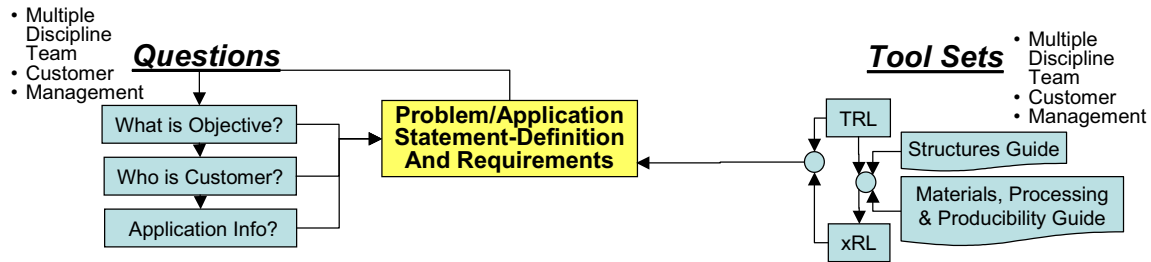 • Multiple
Discipline
Team
• Customer
• Management
Questions
What is Objective?
Who is Customer?
Application Info?
Problem/Application
Statement-Definition
And Requirements
Tool Sets
• Multiple
Discipline
Team
• Customer
• Management
TRL
Structures Guide
Materials, Processing
& Producibility Guide
xRL